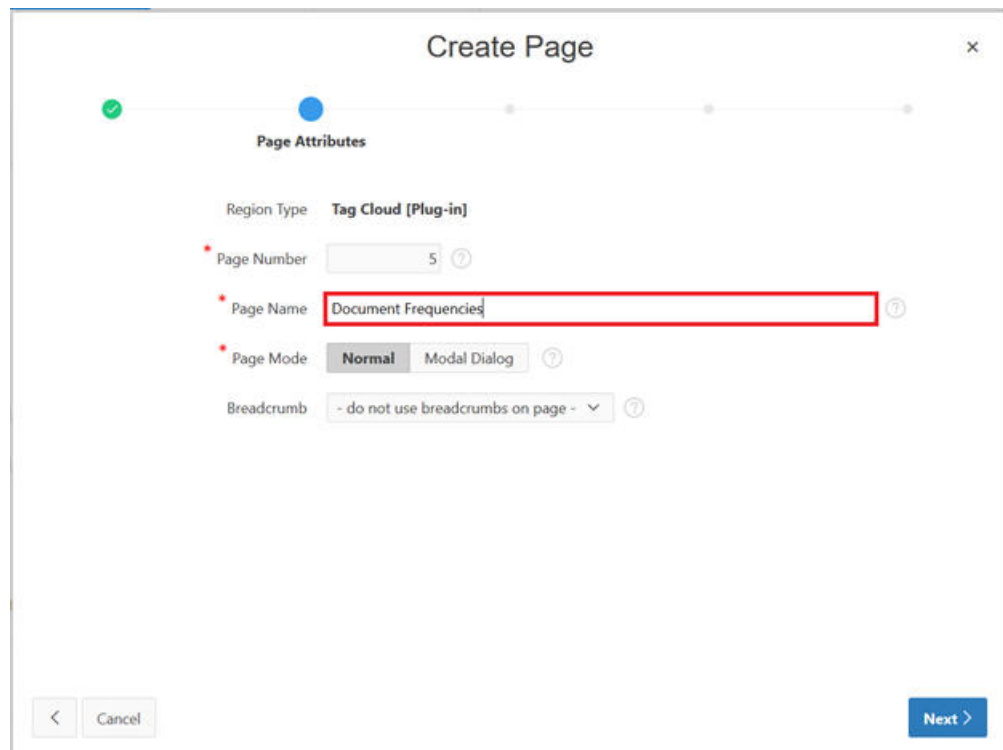 Create Page
Page Attributes
Region Type Tag Cloud [Plug-in]
* Page Number 5 ?
* Page Name Document Frequencies ?
* Page Mode Normal Modal Dialog ?
Breadcrumb - do not use breadcrumbs on page - ?
Cancel Next